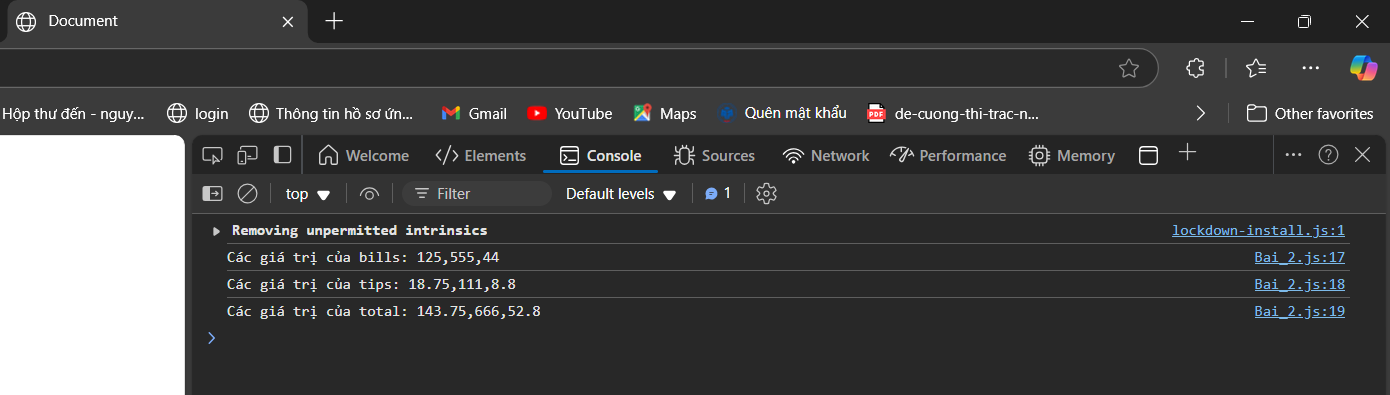 Document
Hộp thư đến - nguy... login Thông tin hồ sơ ứn... Gmail YouTube Maps Quên mật khẩu PDF de-cuong-thi-trac-n... Other favorites
Welcome Elements Console Sources Network Performance Memory
top Filter Default levels 1
Removing unpermitted intrinsics lockdown-install.js:1
Các giá trị của bills: 125,555,44 Bai_2.js:17
Các giá trị của tips: 18.75,111,8.8 Bai_2.js:18
Các giá trị của total: 143.75,666,52.8 Bai_2.js:19